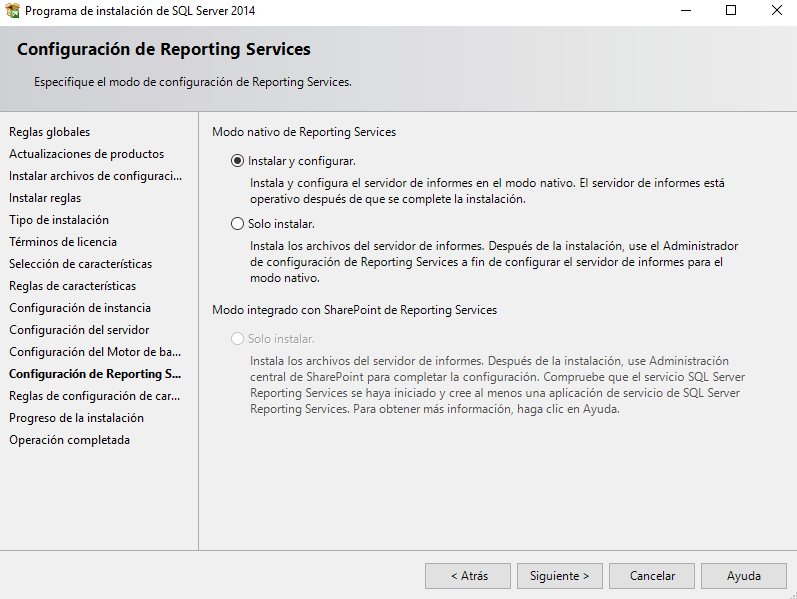 Programa de instalación de SQL Server 2014
Configuración de Reporting Services
Especifique el modo de configuración de Reporting Services.
Reglas globales
Actualizaciones de productos
Instalar archivos de configuraci...
Instalar reglas
Tipo de instalación
Términos de licencia
Selección de características
Reglas de características
Configuración de instancia
Configuración del servidor
Configuración del Motor de ba...
Configuración de Reporting S...
Reglas de configuración de car...
Progreso de la instalación
Operación completada
Modo nativo de Reporting Services
Instalar y configurar.
Instala y configura el servidor de informes en el modo nativo. El servidor de informes está
operativo después de que se complete la instalación.
Solo instalar.
Instala los archivos del servidor de informes. Después de la instalación, use el Administrador
de configuración de Reporting Services a fin de configurar el servidor de informes para el
modo nativo.
Modo integrado con SharePoint de Reporting Services
Solo instalar.
Instala los archivos del servidor de informes. Después de la instalación, use Administración
central de SharePoint para completar la configuración. Compruebe que el servicio SQL Server
Reporting Services se haya iniciado y cree al menos una aplicación de servicio de SQL Server
Reporting Services. Para obtener más información, haga clic en Ayuda.
< Atrás
Siguiente >
Cancelar
Ayuda